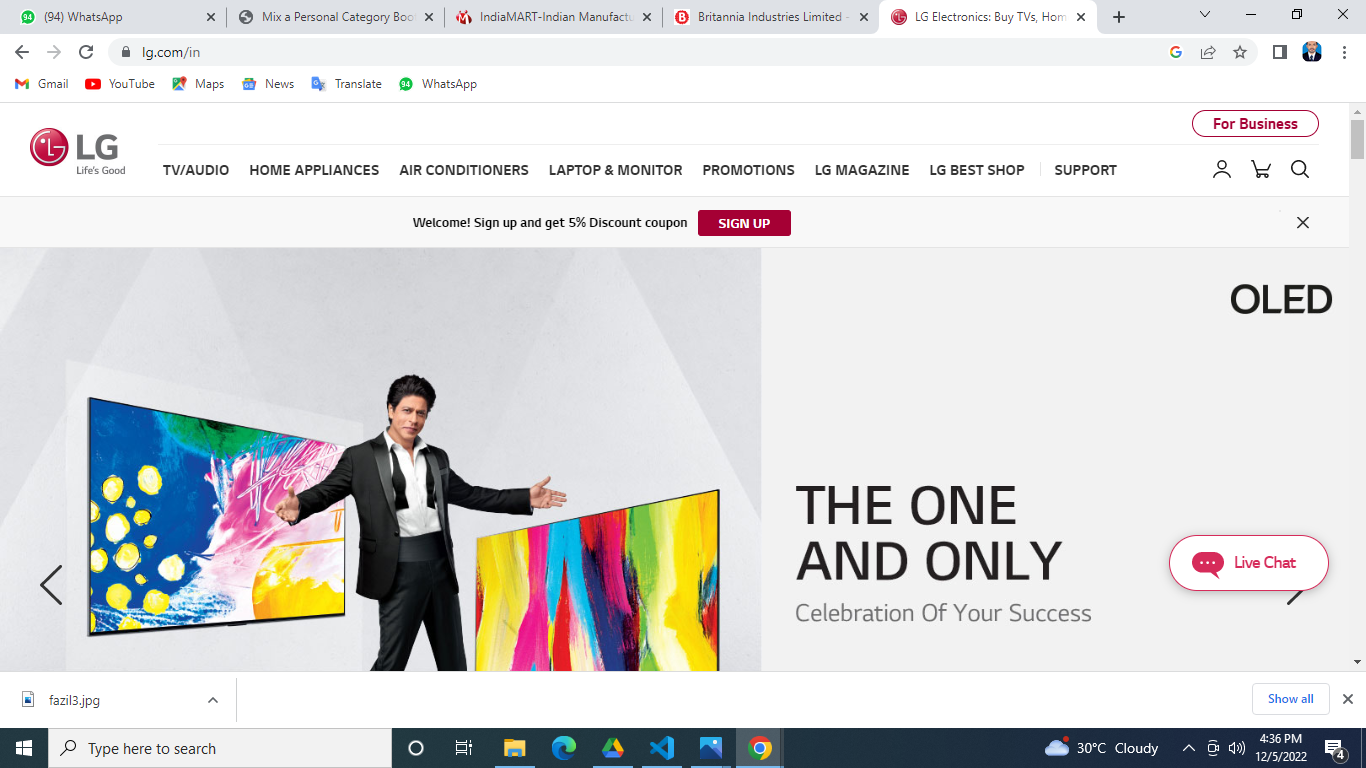 (94) WhatsApp
Mix a Personal Category Boo
IndiaMART-Indian Manufactu
Britannia Industries Limited -
LG Electronics: Buy TVs, Hom
lg.com/in
Gmail
YouTube
Maps
News
Translate
94
WhatsApp
For Business
LG
Life's Good
TV/AUDIO
HOME APPLIANCES
AIR CONDITIONERS
LAPTOP & MONITOR
PROMOTIONS
LG MAGAZINE
LG BEST SHOP
SUPPORT
Welcome! Sign up and get 5% Discount coupon
SIGN UP
OLED
THE ONE
AND ONLY
Celebration Of Your Success
Live Chat
fazil3.jpg
Show all
Type here to search
30°C Cloudy
4:36 PM
12/5/2022
4